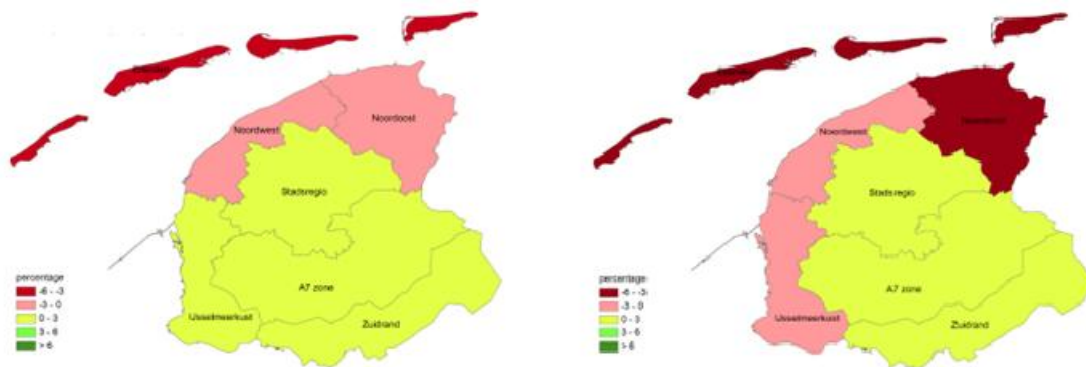 Noordoost
Noordwest
Stadsregio
A7 zone
IJsselmeerkust
Zuidrand
percentage
-6 - -3
-3 - 0
0 - 3
3 - 6
> 6
Noordwest
Stadsregio
A7 zone
IJsselmeerkust
Zuidrand
percentage
-6 - -3
-3 - 0
0 - 3
3 - 6
> 6